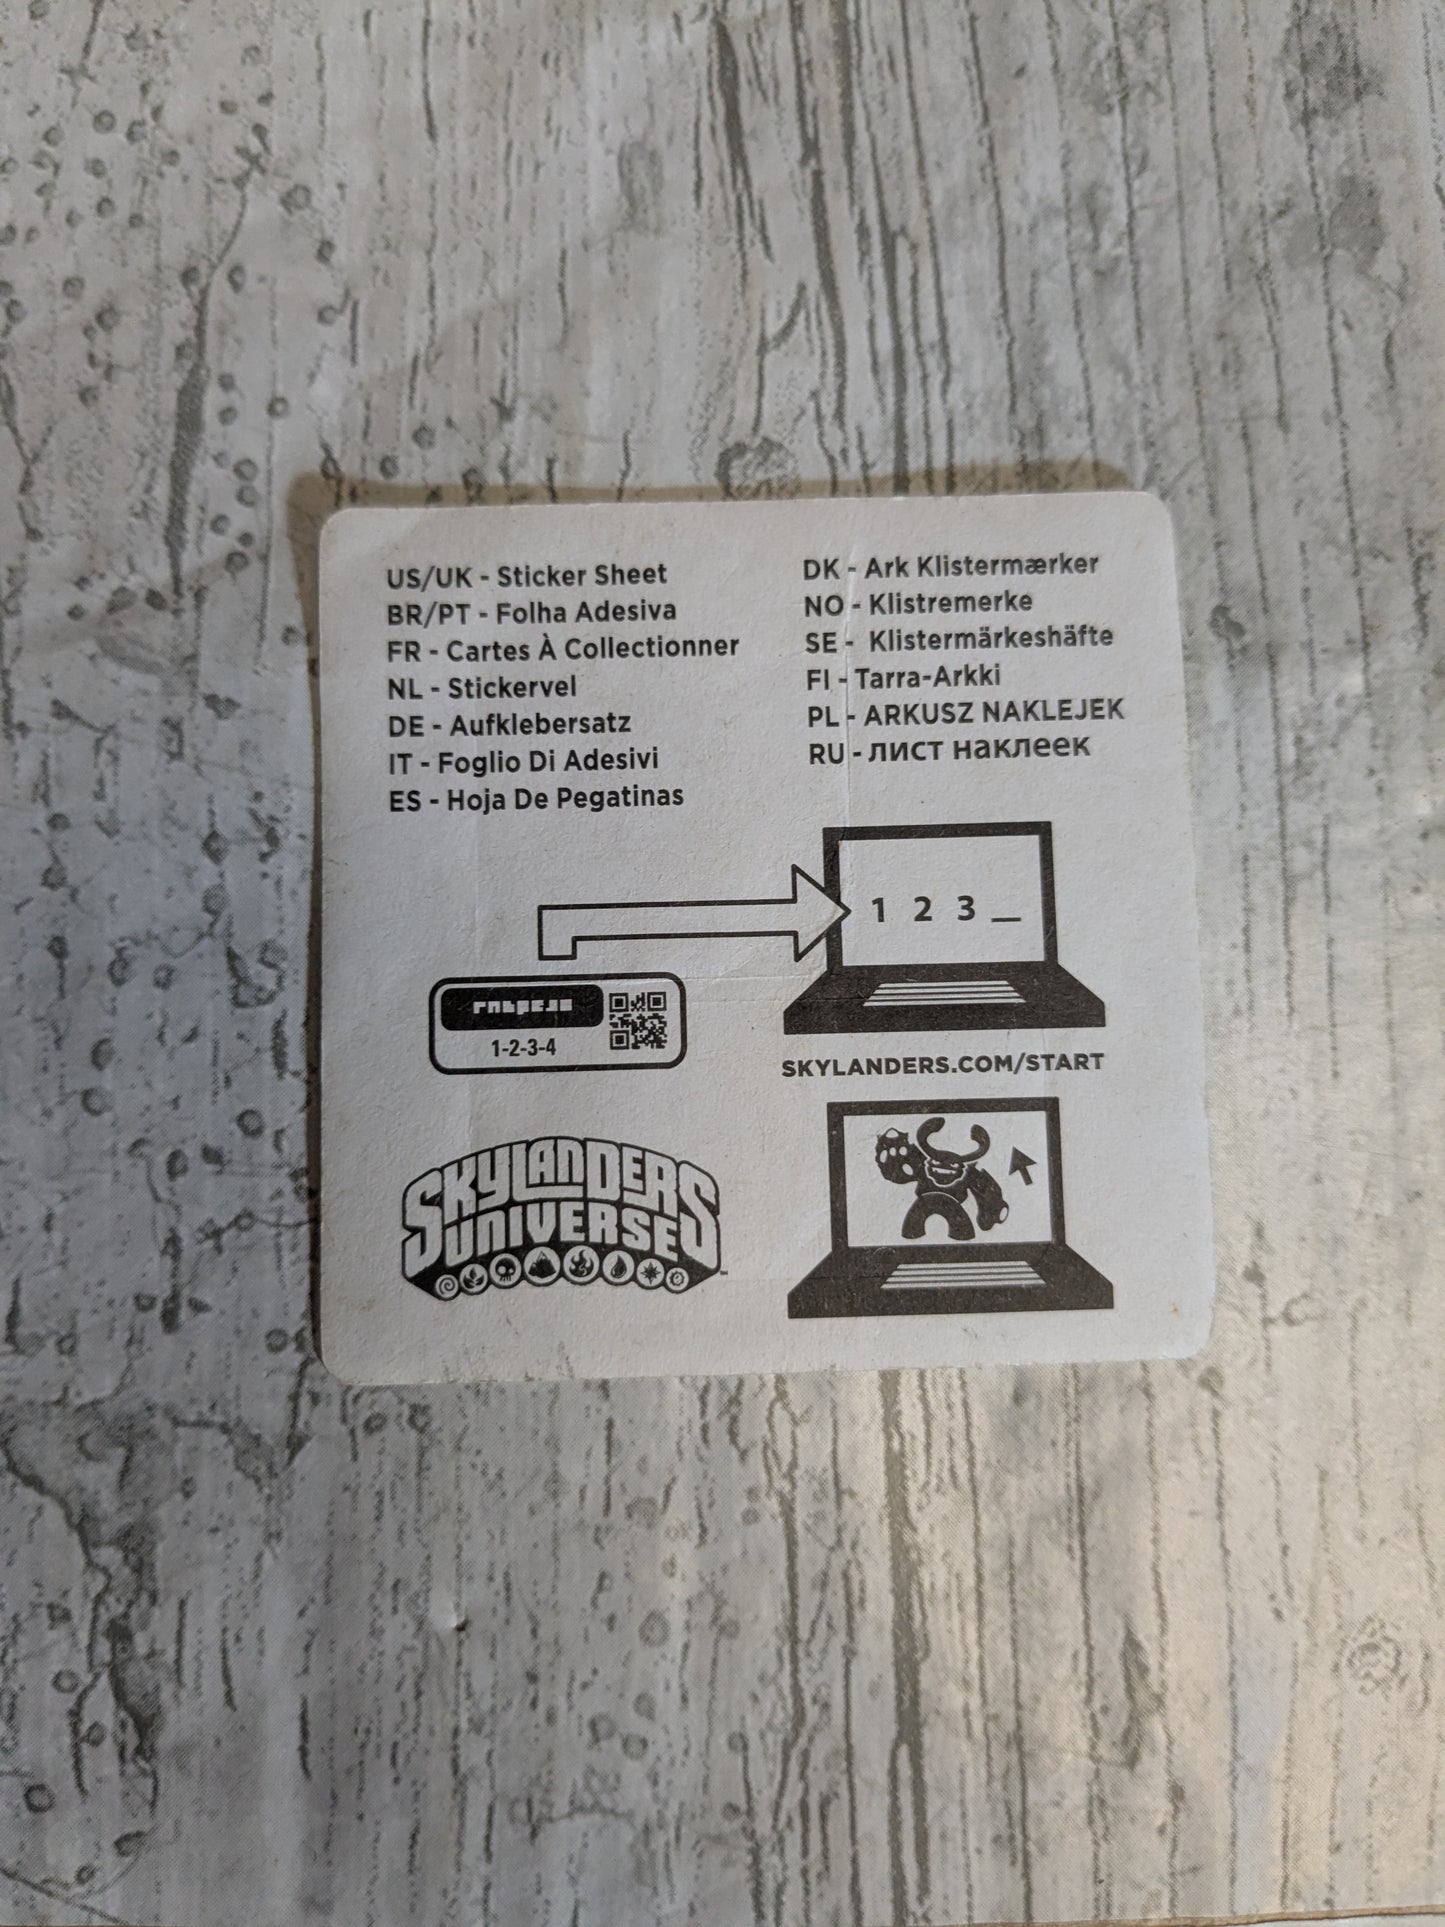 US/UK - Sticker Sheet
BR/PT - Folha Adesiva
FR - Cartes À Collectionner
NL - Stickervel
DE - Aufklebersatz
IT - Foglio Di Adesivi
ES - Hoja De Pegatinas
DK - Ark Klistermærker
NO - Klistremerke
SE - Klistermärkeshäfte
FI - Tarra-Arkki
PL - ARKUSZ NAKLEJEK
RU - лист наклеек
1 2 3 _
1-2-3-4
SKYLANDERS.COM/START
SKYLANDERS
UNIVERSE